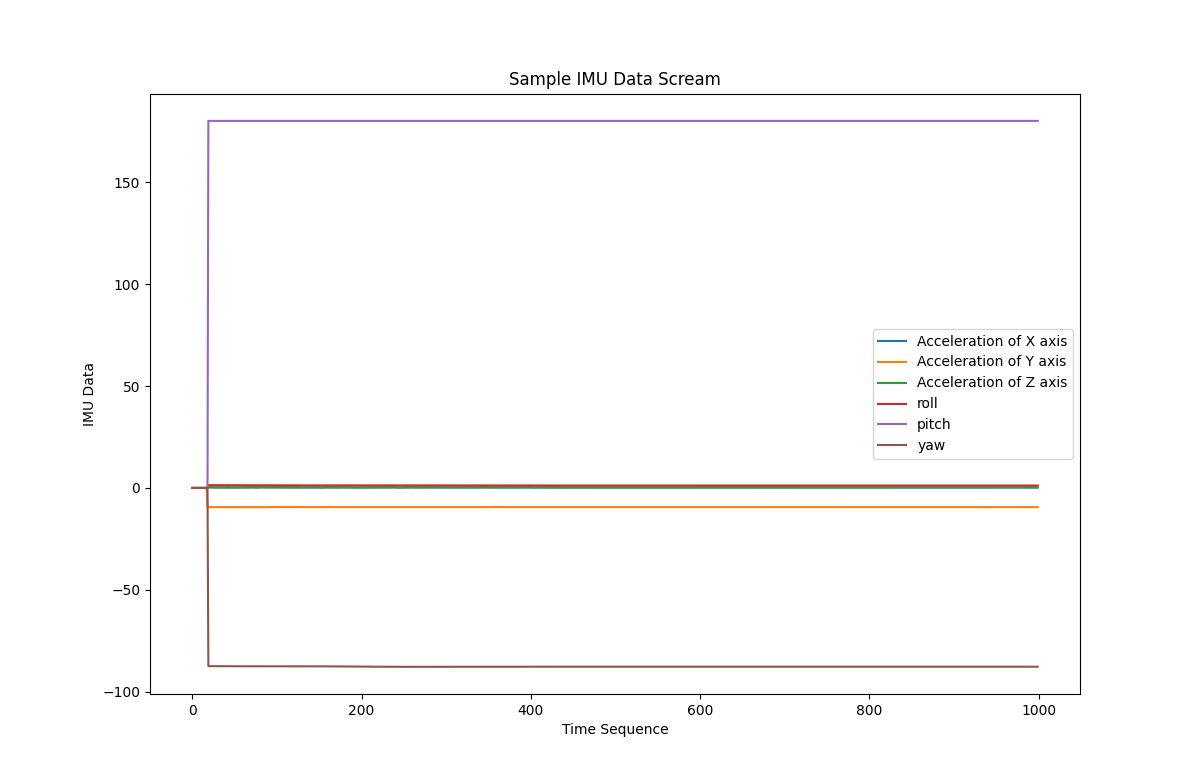 Sample IMU Data Scream
150
100
50
0
−50
−100
IMU Data
Acceleration of X axis
Acceleration of Y axis
Acceleration of Z axis
roll
pitch
yaw
0 200 400 600 800 1000
Time Sequence